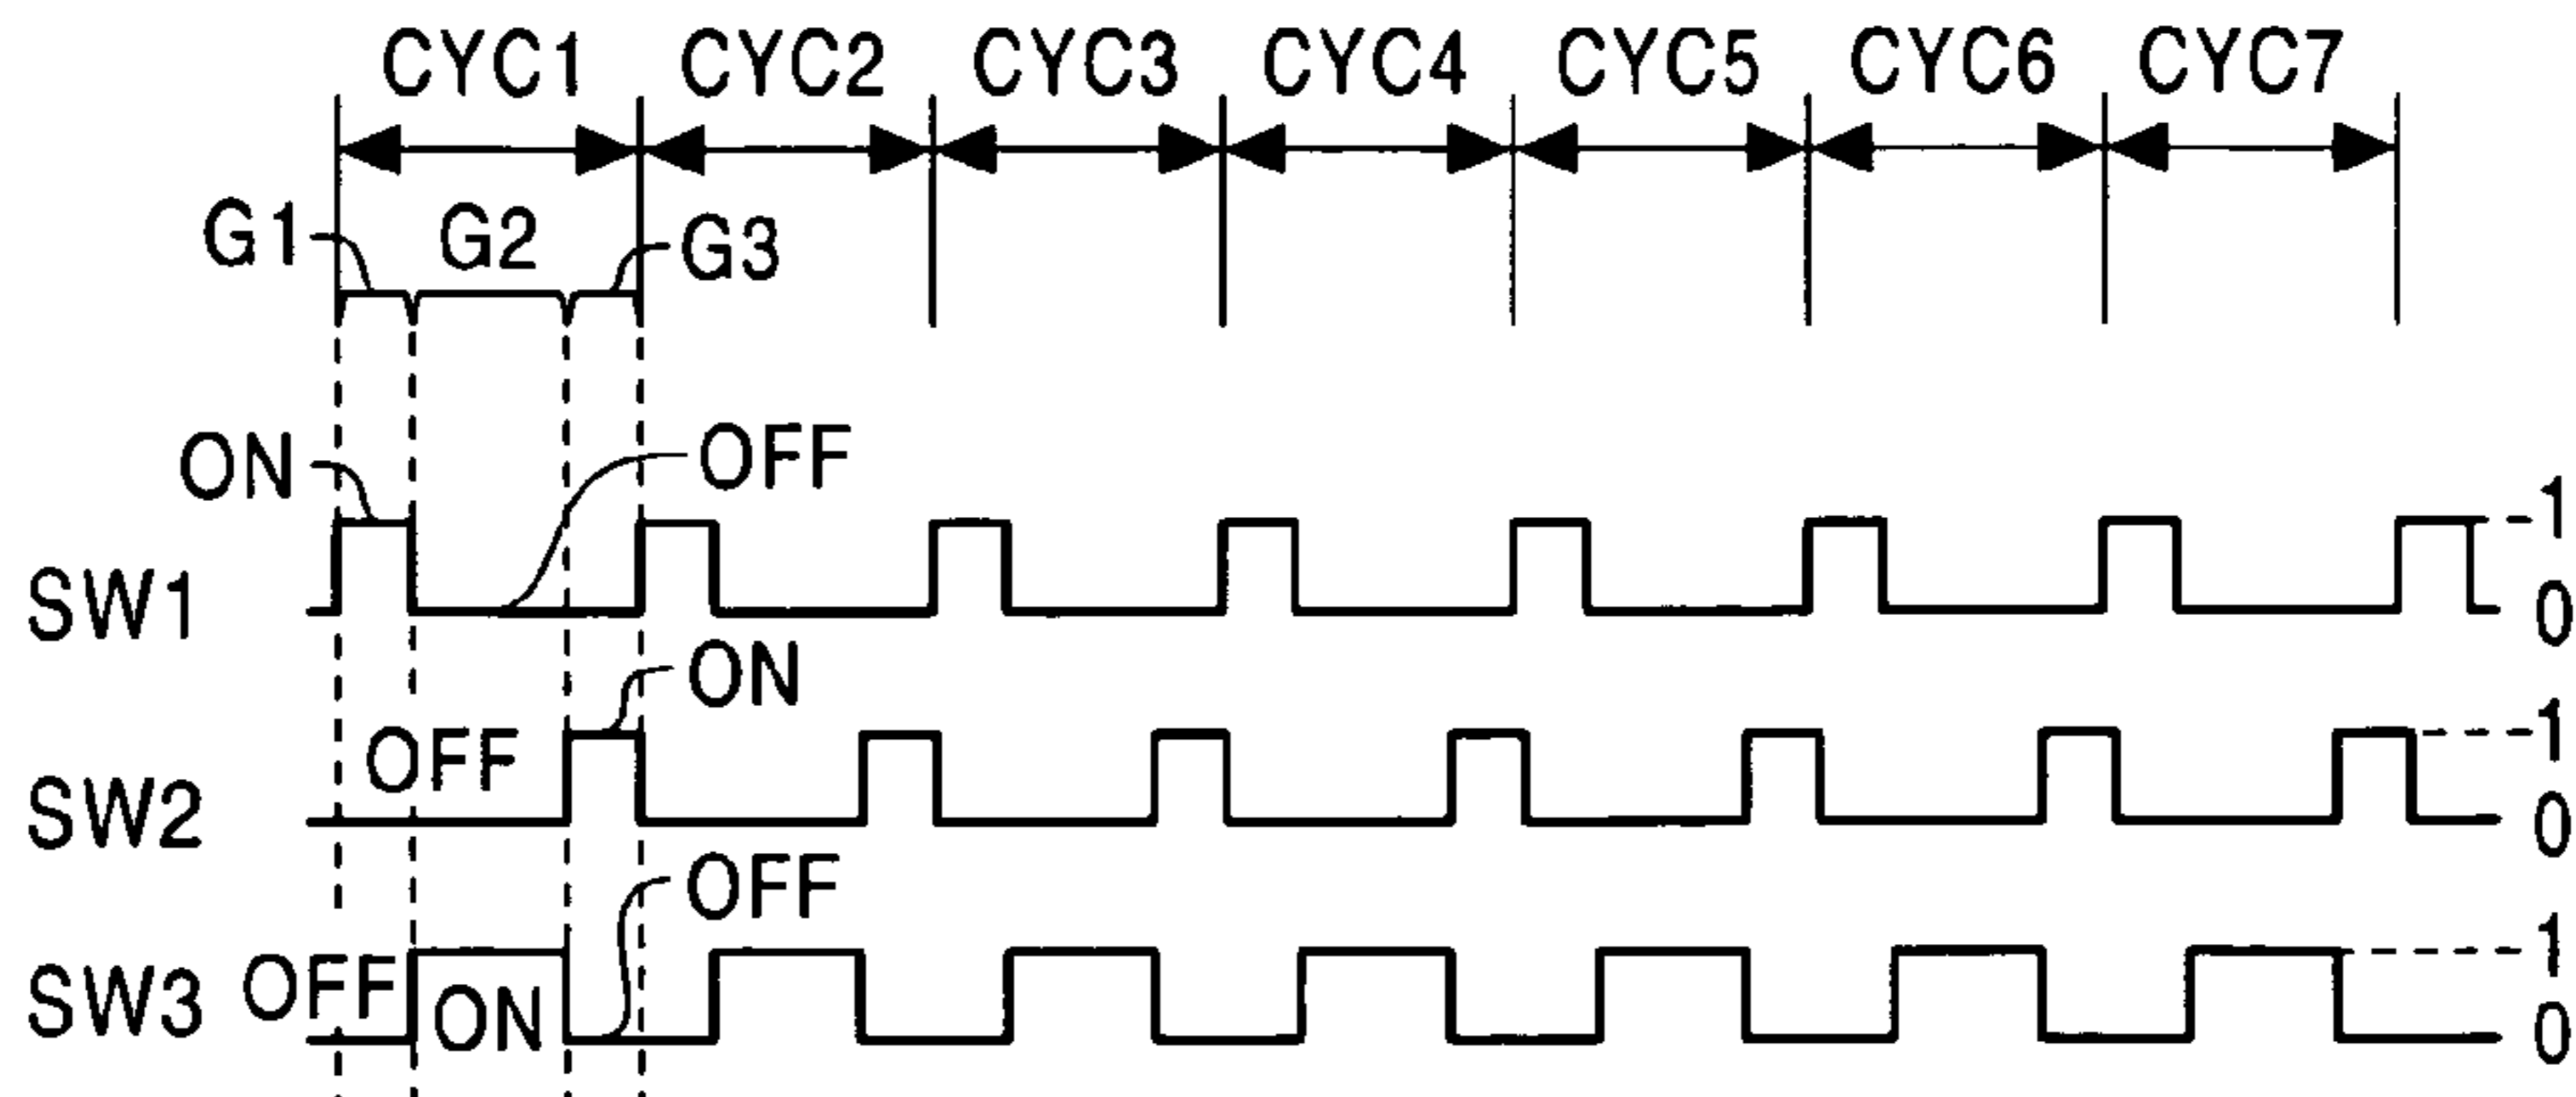 CYC1 CYC2 CYC3 CYC4 CYC5 CYC6 CYC7
G1 G2 G3
ON OFF 1
SW1 0
ON
OFF 1
SW2 0
OFF
OFF ON 1
SW3 0